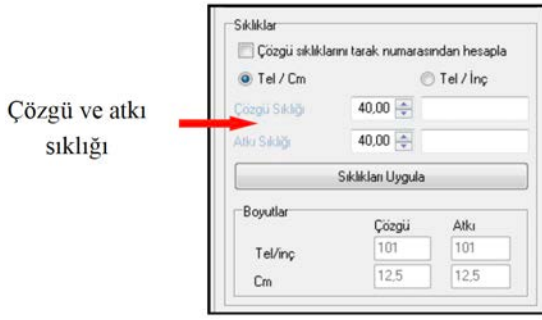 Sıklıklar
Çözgü sıklıklarını tarak numarasından hesapla
Tel / Cm
Tel / İnç
Çözgü ve atkı
sıklığı
Çözgü Sıklığı 40,00
Atkı Sıklığı 40,00
Sıklıkları Uygula
Boyutlar
Çözgü Atkı
Tel/inç 101 101
Cm 12,5 12,5